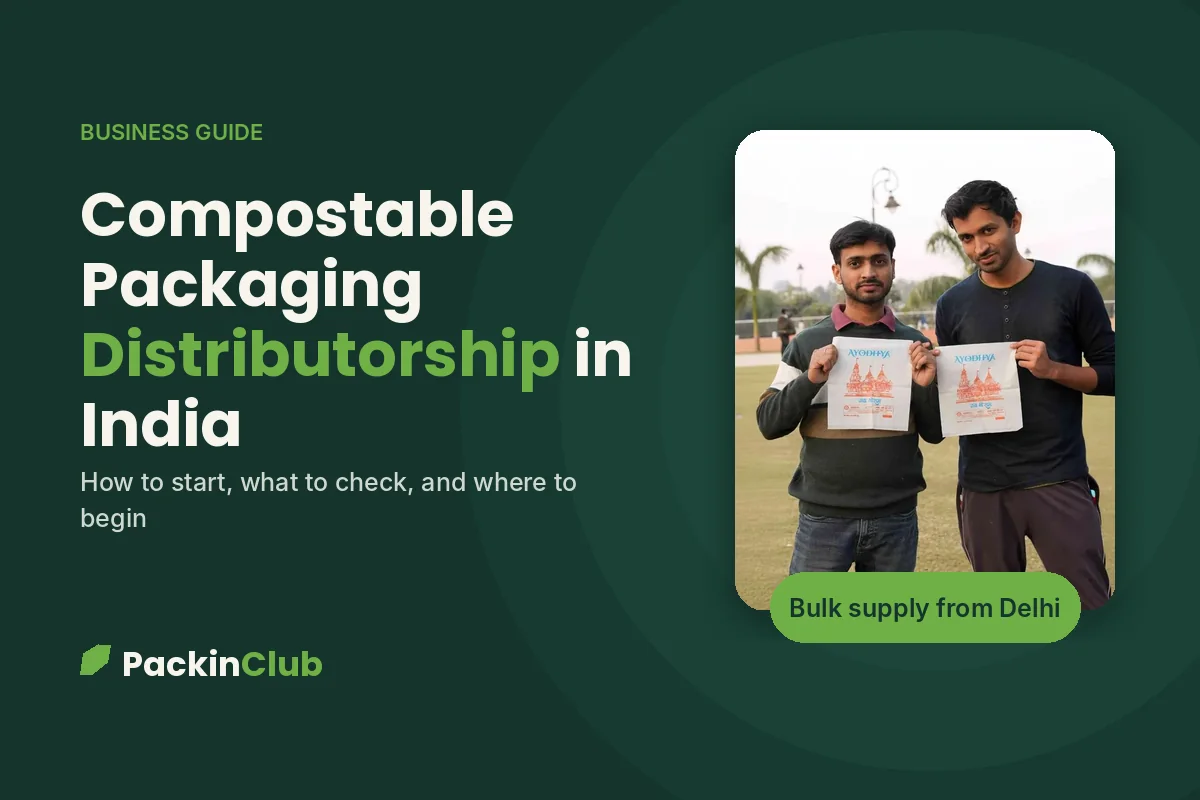 BUSINESS GUIDE
Compostable
Packaging
Distributorship in
India
How to start, what to check, and where to
begin
PackinClub
AYODHYA
AYODHYA
Bulk supply from Delhi